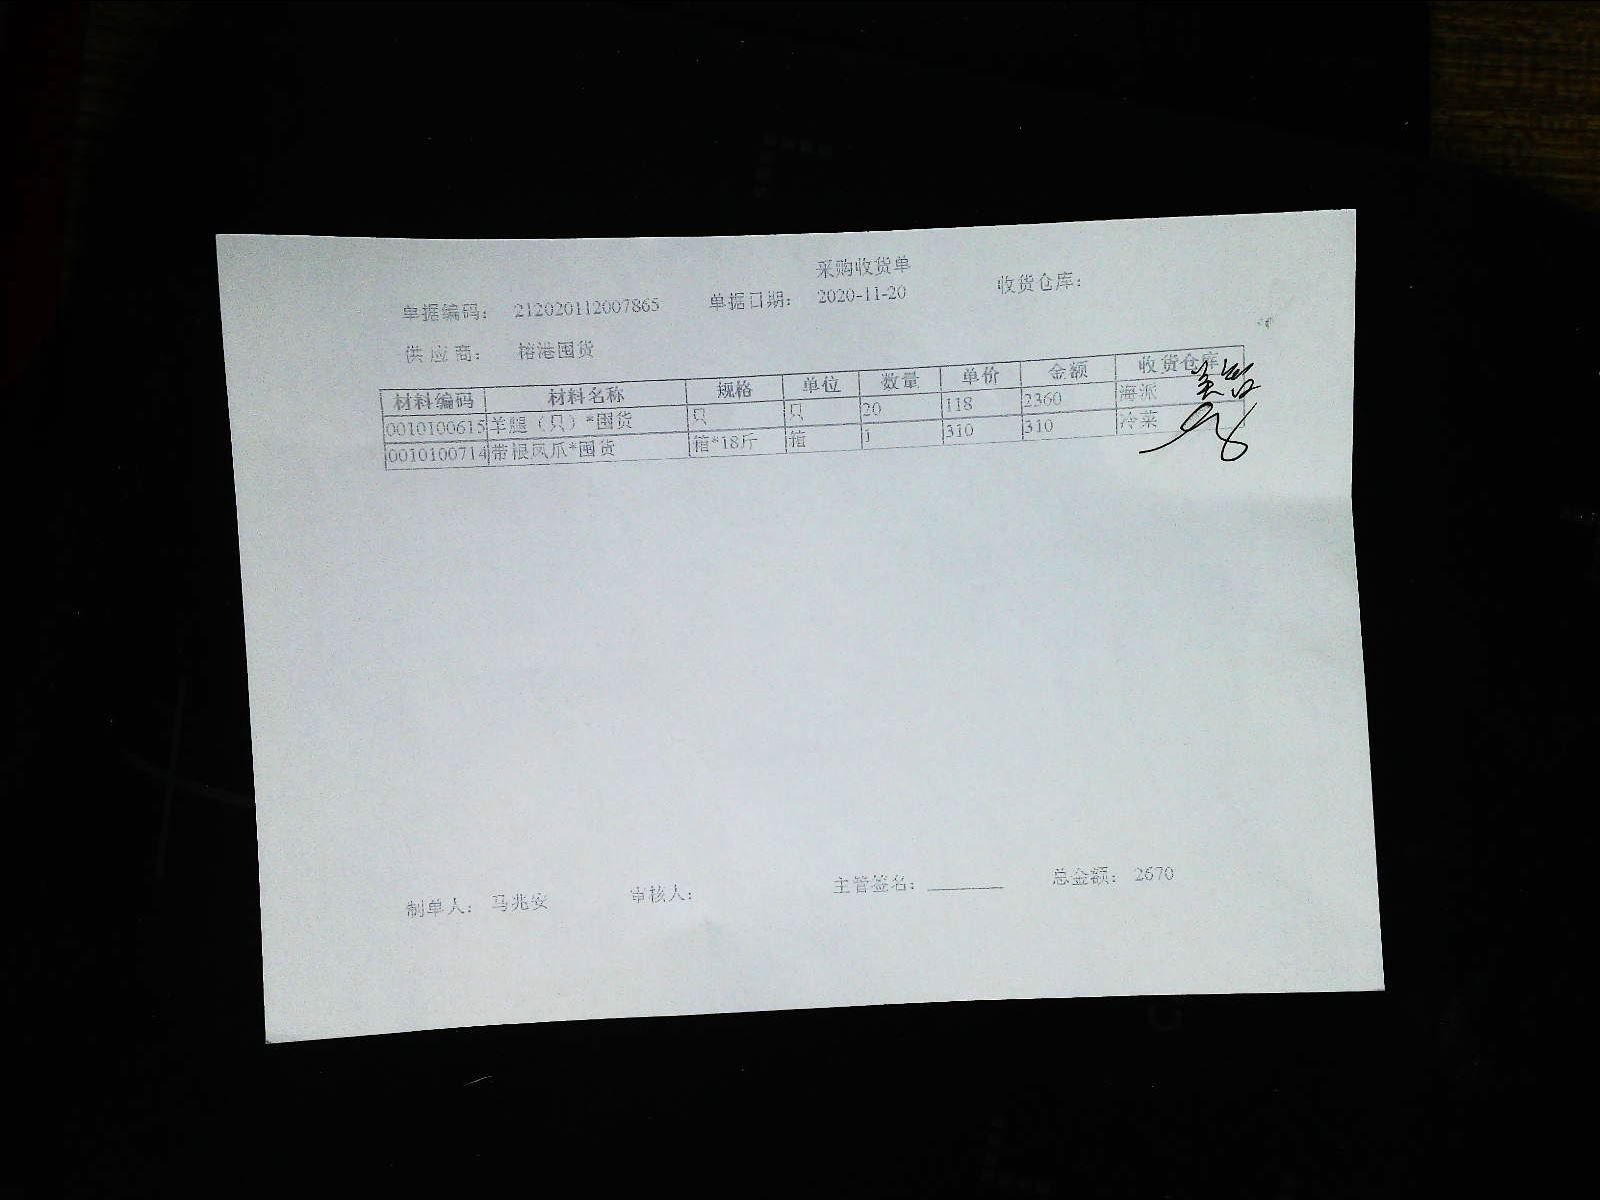 采购收货单
单据编码： 212020112007865 单据日期： 2020-11-20 收货仓库：
供应商： 榕港囤货
材料编码 材料名称 规格 单位 数量 单价 金额 收货仓库
0010100615 羊腿（只）*囤货 只 只 20 118 2360 海派
0010100714 带根凤爪*囤货 箱*18斤 箱 1 310 310 冷菜
制单人： 马兆安 审核人： 主管签名： 总金额： 2670